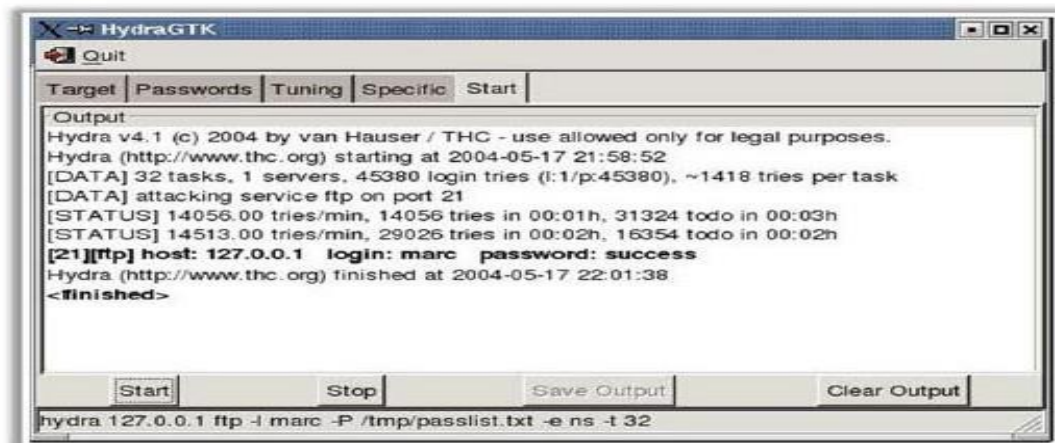 HydraGTK
Quit
Target Passwords Tuning Specific Start
Output
Hydra v4.1 (c) 2004 by van Hauser / THC - use allowed only for legal purposes.
Hydra (http://www.thc.org) starting at 2004-05-17 21:58:52
[DATA] 32 tasks, 1 servers, 45380 login tries (l:1/p:45380), ~1418 tries per task
[DATA] attacking service ftp on port 21
[STATUS] 14056.00 tries/min, 14056 tries in 00:01h, 31324 todo in 00:03h
[STATUS] 14513.00 tries/min, 29026 tries in 00:02h, 16354 todo in 00:02h
[21][ftp] host: 127.0.0.1 login: marc password: success
Hydra (http://www.thc.org) finished at 2004-05-17 22:01:38
<finished>
Start Stop Save Output Clear Output
hydra 127.0.0.1 ftp -l marc -P /tmp/passlist.txt -e ns -t 32